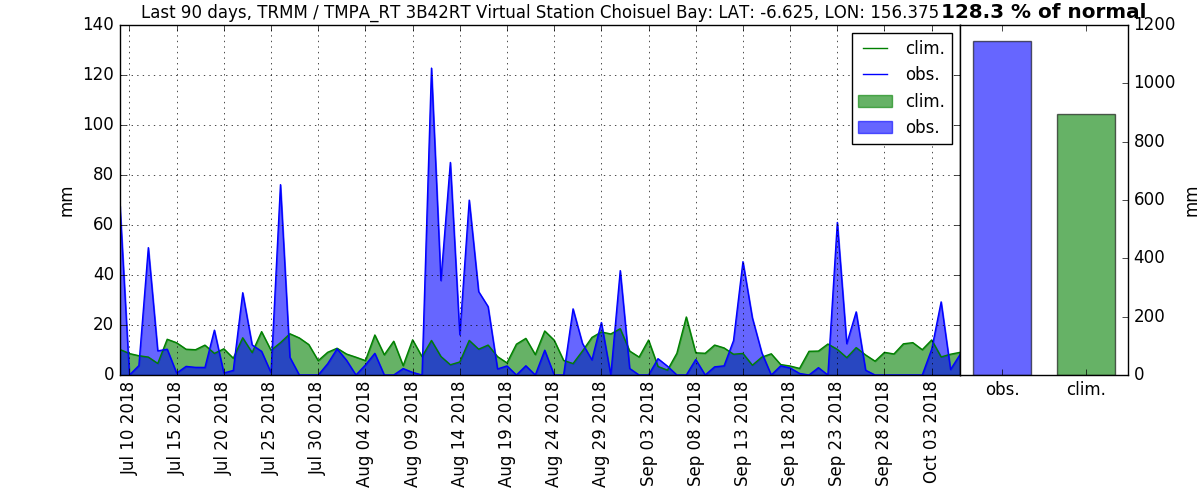 Last 90 days, TRMM / TMPA_RT 3B42RT Virtual Station Choisuel Bay: LAT: -6.625, LON: 156.375 128.3 % of normal
140
120
100
80
60
40
20
0
mm
clim.
obs.
clim.
obs.
Jul 10 2018
Jul 15 2018
Jul 20 2018
Jul 25 2018
Jul 30 2018
Aug 04 2018
Aug 09 2018
Aug 14 2018
Aug 19 2018
Aug 24 2018
Aug 29 2018
Sep 03 2018
Sep 08 2018
Sep 13 2018
Sep 18 2018
Sep 23 2018
Sep 28 2018
Oct 03 2018
1200
1000
800
600
400
200
0
mm
obs.
clim.